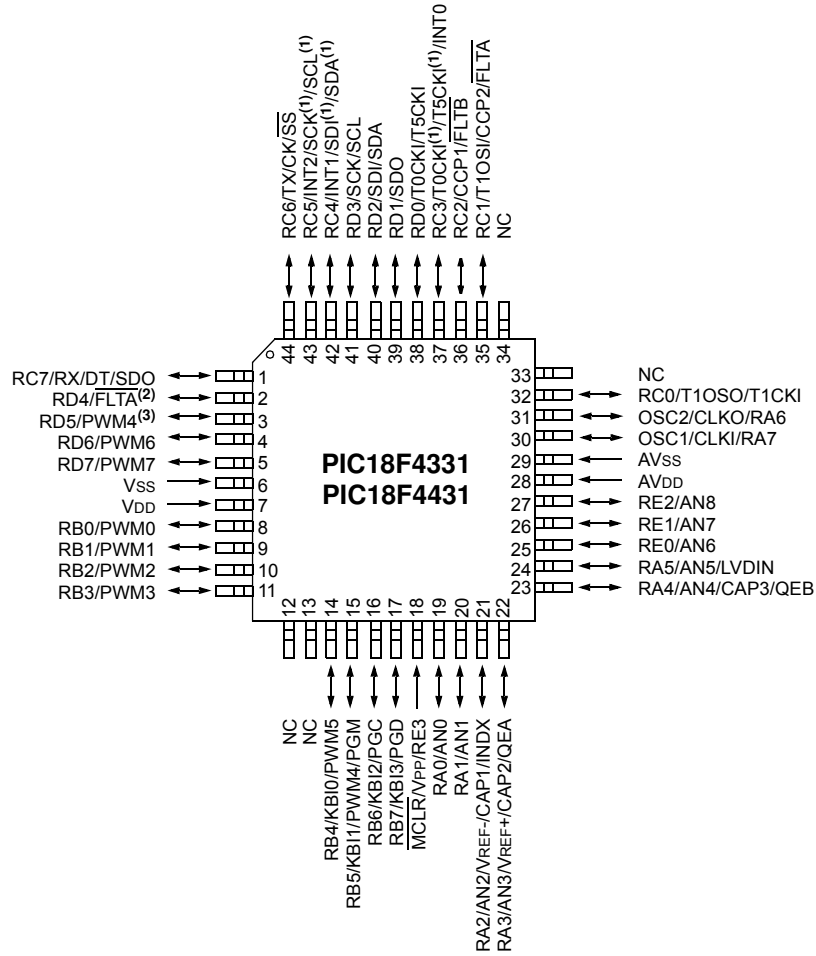 RC6/TX/CK/SS
RC5/INT2/SCK(1)/SCL(1)
RC4/INT1/SDI(1)/SDA(1)
RD3/SCK/SCL
RD2/SDI/SDA
RD1/SDO
RD0/T0CKI/T5CKI
RC3/T0CKI(1)/T5CKI(1)/INT0
RC2/CCP1/FLTB
RC1/T1OSI/CCP2/FLTA
NC
44
43
42
41
40
39
38
37
36
35
34
RC7/RX/DT/SDO
RD4/FLTA(2)
RD5/PWM4(3)
RD6/PWM6
RD7/PWM7
VSS
VDD
RB0/PWM0
RB1/PWM1
RB2/PWM2
RB3/PWM3
1
2
3
4
5
6
7
8
9
10
11
PIC18F4331
PIC18F4431
33
32
31
30
29
28
27
26
25
24
23
NC
RC0/T1OSO/T1CKI
OSC2/CLKO/RA6
OSC1/CLKI/RA7
AVSS
AVDD
RE2/AN8
RE1/AN7
RE0/AN6
RA5/AN5/LVDIN
RA4/AN4/CAP3/QEB
12
13
14
15
16
17
18
19
20
21
22
NC
NC
RB4/KBI0/PWM5
RB5/KBI1/PWM4/PGM
RB6/KBI2/PGC
RB7/KBI3/PGD
MCLR/VPP/RE3
RA0/AN0
RA1/AN1
RA2/AN2/VREF-/CAP1/INDX
RA3/AN3/VREF+/CAP2/QEA